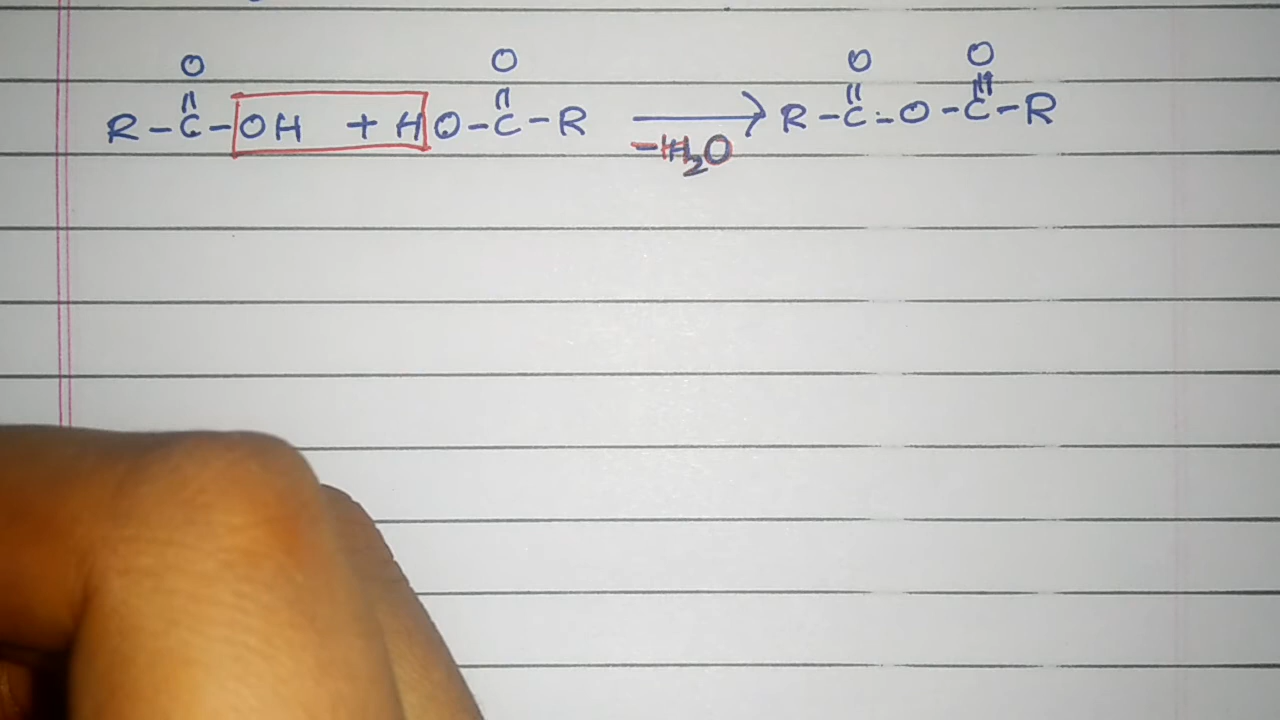 O O O O
R-C-OH + HO-C-R → R-C-O-C-R
-H₂O